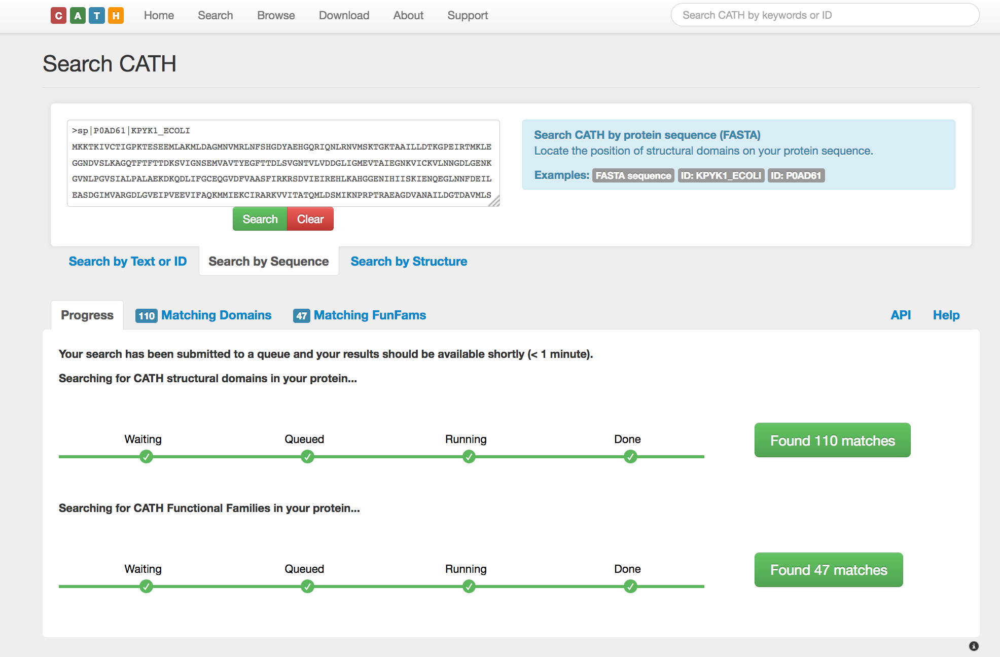 C A T H Home Search Browse Download About Support Search CATH by keywords or ID
Search CATH
>sp|P0AD61|KPYK1_ECOLI
MKKTKIVCTIGPKTESEEMLAKMLDAGMNVMRLNFSHGDYAEHGQRIQNLRNVMSKTGKTAAILLDTKGPEIRTMKLE
GGNDVSLKAGQTFTFTTDKSVIGNSEMVAVTYEGFTTDLSVGNTVLVDDGLIGMEVTAIEGNKVICKVLNNGDLGENK
GVNLPGVSIALPALAEKDKQDLIFGCEQGVDFVAASFIRKRSDVIEIREHLKAHGGENIHIISKIENQEGLNNFDEIL
EASDGIMVARGDLGVEIPVEEVIFAQKMMIEKCIRARKVVITATQMLDSMIKNPRPTRAEAGDVANAILDGTDAVMLS
Search Clear
Search CATH by protein sequence (FASTA)
Locate the position of structural domains on your protein sequence.
Examples: FASTA sequence ID: KPYK1_ECOLI ID: P0AD61
Search by Text or ID Search by Sequence Search by Structure
Progress 110 Matching Domains 47 Matching FunFams API Help
Your search has been submitted to a queue and your results should be available shortly (< 1 minute).
Searching for CATH structural domains in your protein...
Waiting Queued Running Done
Found 110 matches
Searching for CATH Functional Families in your protein...
Waiting Queued Running Done
Found 47 matches